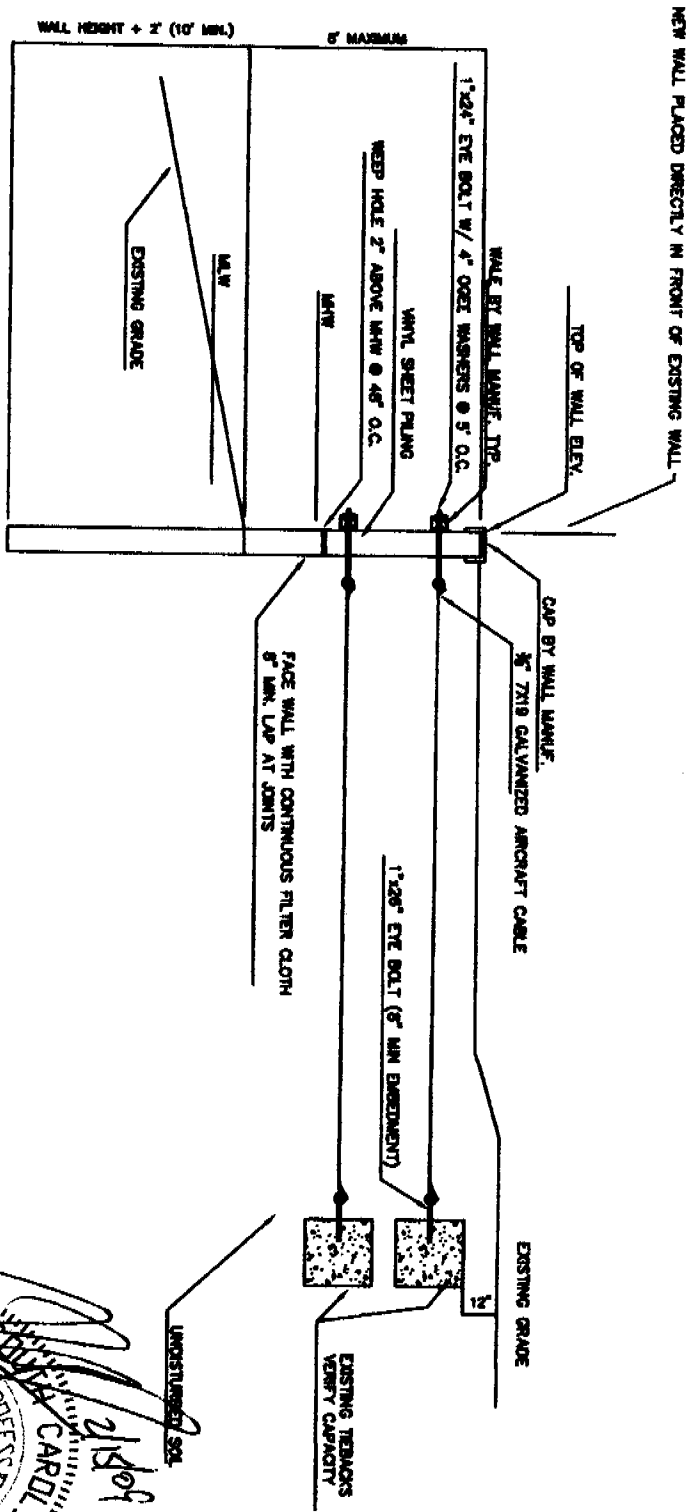 NEW WALL PLACED DIRECTLY IN FRONT OF EXISTING WALL
TOP OF WALL ELEV.
CAP BY WALL MANUF.
7X19 GALVANIZED AIRCRAFT CABLE
WALE BY WALL MANUF. TYP.
1"x24" EYE BOLT W/ 4" OGEE WASHERS @ 5' O.C.
VINYL SHEET PILING
WEEP HOLE 2" ABOVE MHW @ 48" O.C.
MHW
MLW
EXISTING GRADE
WALL HEIGHT + 2' (10' MIN.)
MAXIMUM
1"x26" EYE BOLT (8" MIN EMBEDMENT)
FACE WALL WITH CONTINUOUS FILTER CLOTH
8" MIN. LAP AT JOINTS
EXISTING GRADE
12"
EXISTING TIEBACKS
VERIFY CAPACITY
UNDISTURBED SOIL
CAROL